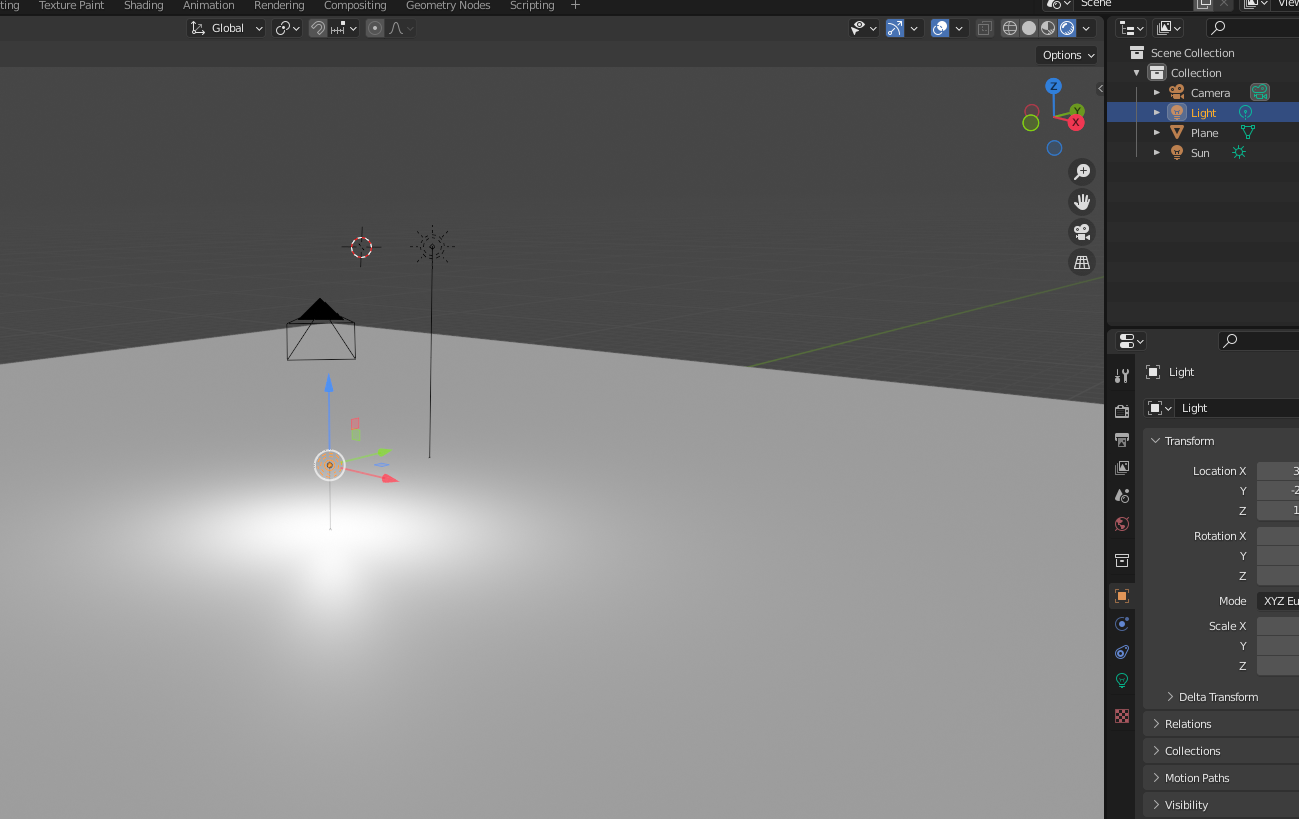 ting Texture Paint Shading Animation Rendering Compositing Geometry Nodes Scripting +
Scene
View
Global
Options
Z
Y
X
Scene Collection
Collection
Camera
Light
Plane
Sun
Light
Light
Transform
Location X 3
Y -2
Z 1
Rotation X
Y
Z
Mode XYZ Eu
Scale X
Y
Z
Delta Transform
Relations
Collections
Motion Paths
Visibility